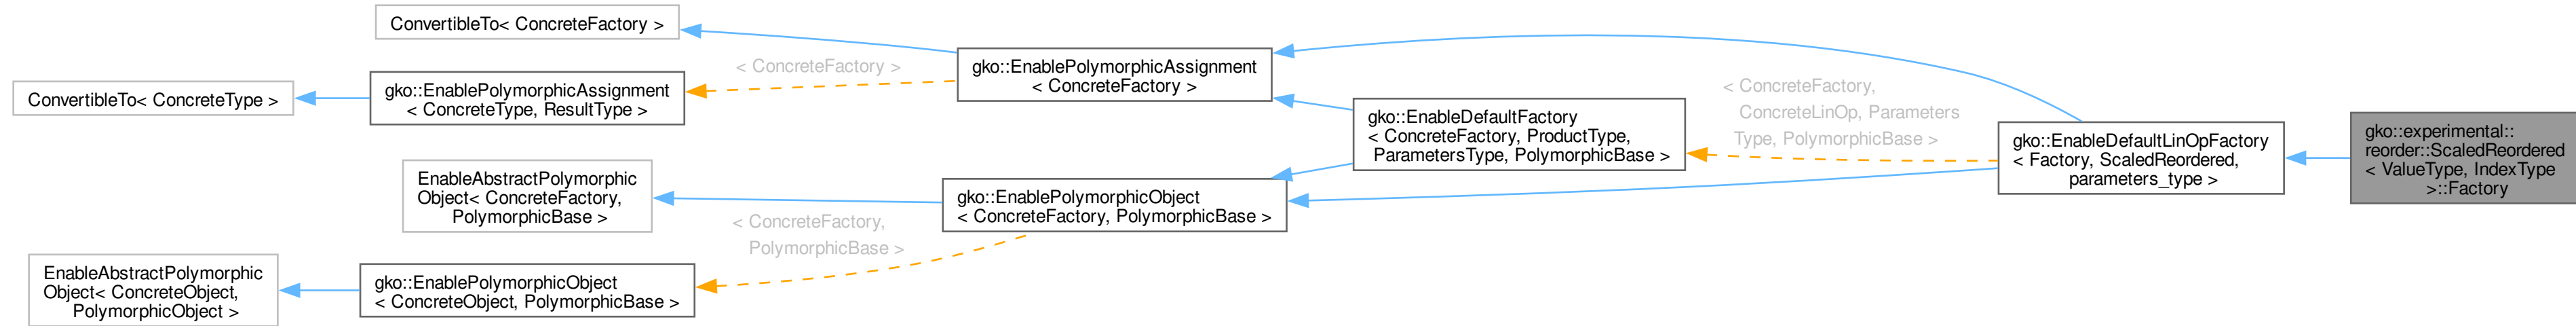 ConvertibleTo< ConcreteFactory >
ConvertibleTo< ConcreteType >
gko::EnablePolymorphicAssignment
< ConcreteType, ResultType >
< ConcreteFactory >
gko::EnablePolymorphicAssignment
< ConcreteFactory >
EnableAbstractPolymorphic
Object< ConcreteFactory,
PolymorphicBase >
EnableAbstractPolymorphic
Object< ConcreteObject,
PolymorphicObject >
gko::EnablePolymorphicObject
< ConcreteObject, PolymorphicBase >
< ConcreteFactory,
PolymorphicBase >
gko::EnablePolymorphicObject
< ConcreteFactory, PolymorphicBase >
gko::EnableDefaultFactory
< ConcreteFactory, ProductType,
ParametersType, PolymorphicBase >
< ConcreteFactory,
ConcreteLinOp, Parameters
Type, PolymorphicBase >
gko::EnableDefaultLinOpFactory
< Factory, ScaledReordered,
parameters_type >
gko::experimental::
reorder::ScaledReordered
< ValueType, IndexType
>::Factory